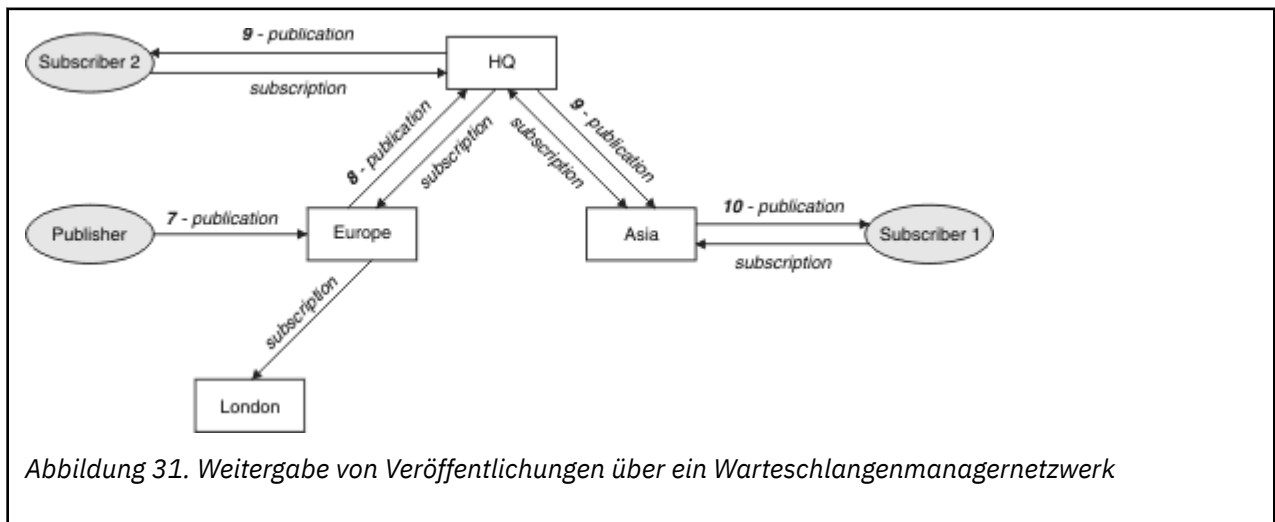 9 - publication
Subscriber 2
HQ
subscription
9 - publication
8 - publication
subscription
subscription
7 - publication
10 - publication
Publisher
Europe
Asia
Subscriber 1
subscription
subscription
London
Abbildung 31. Weitergabe von Veröffentlichungen über ein Warteschlangenmanagernetzwerk